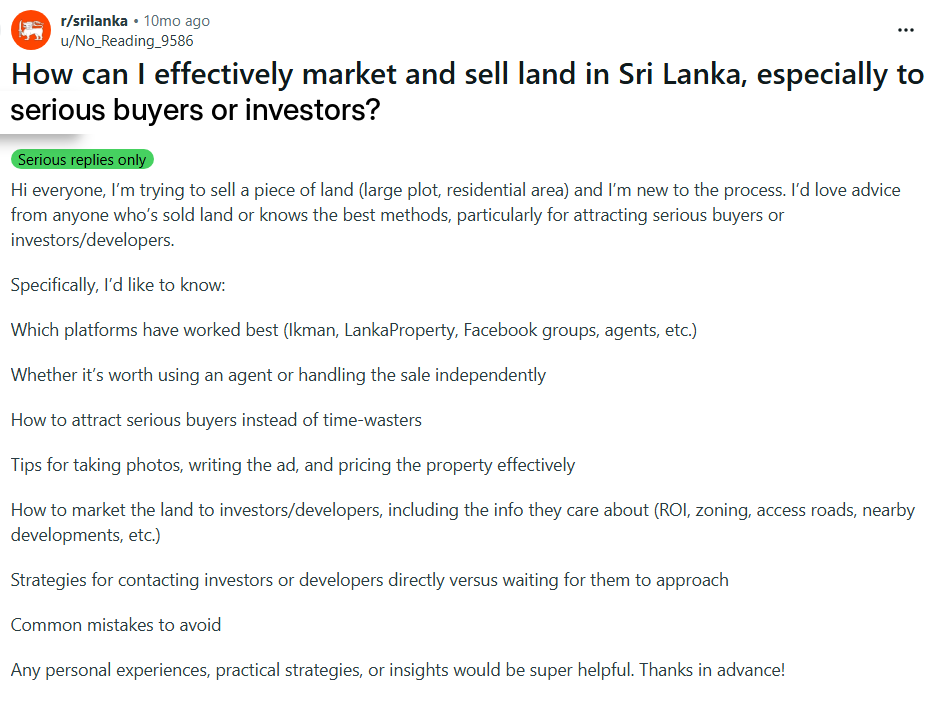 r/srilanka • 10mo ago
u/No_Reading_9586
How can I effectively market and sell land in Sri Lanka, especially to
serious buyers or investors?
Serious replies only
Hi everyone, I’m trying to sell a piece of land (large plot, residential area) and I’m new to the process. I’d love advice
from anyone who’s sold land or knows the best methods, particularly for attracting serious buyers or
investors/developers.
Specifically, I’d like to know:
Which platforms have worked best (Ikman, LankaProperty, Facebook groups, agents, etc.)
Whether it’s worth using an agent or handling the sale independently
How to attract serious buyers instead of time-wasters
Tips for taking photos, writing the ad, and pricing the property effectively
How to market the land to investors/developers, including the info they care about (ROI, zoning, access roads, nearby
developments, etc.)
Strategies for contacting investors or developers directly versus waiting for them to approach
Common mistakes to avoid
Any personal experiences, practical strategies, or insights would be super helpful. Thanks in advance!